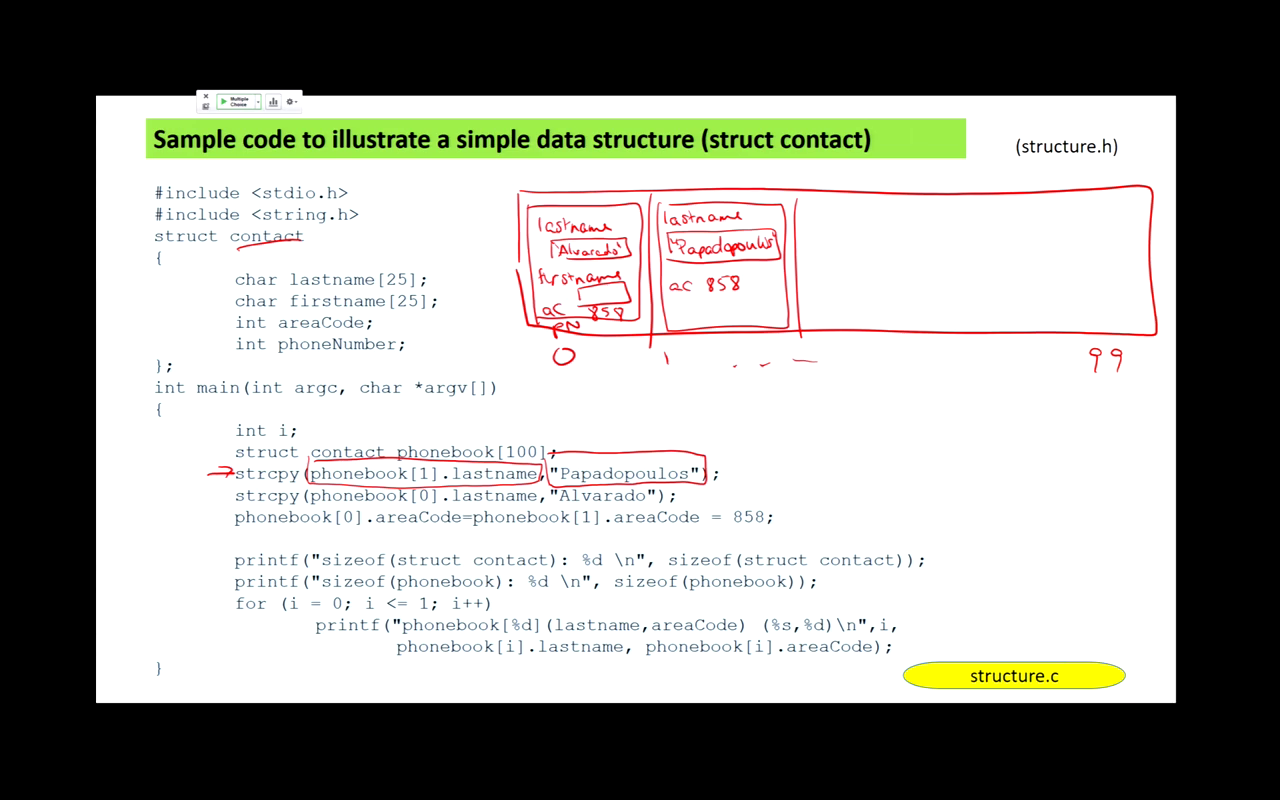 Multiple
Choice
Sample code to illustrate a simple data structure (struct contact)
(structure.h)
#include <stdio.h>
#include <string.h>
struct contact
{
char lastname[25];
char firstname[25];
int areaCode;
int phoneNumber;
};
int main(int argc, char *argv[])
{
int i;
struct contact phonebook[100];
strcpy(phonebook[1].lastname,"Papadopoulos");
strcpy(phonebook[0].lastname,"Alvarado");
phonebook[0].areaCode=phonebook[1].areaCode = 858;
printf("sizeof(struct contact): %d \n", sizeof(struct contact));
printf("sizeof(phonebook): %d \n", sizeof(phonebook));
for (i = 0; i <= 1; i++)
printf("phonebook[%d](lastname,areaCode) (%s,%d)\n",i,
phonebook[i].lastname, phonebook[i].areaCode);
}
lastname
"Alvarado"
firstname
ac 858
PN
0
lastname
"Papadopoulos"
ac 858
1
99
structure.c